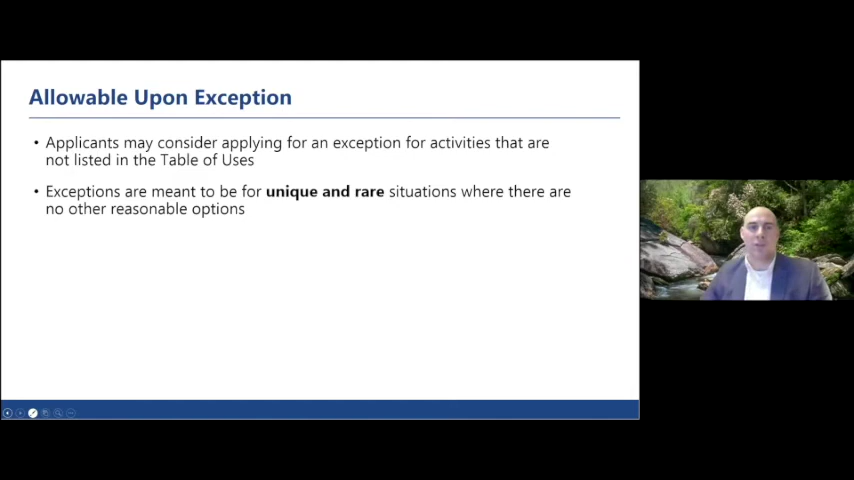 Allowable Upon Exception
• Applicants may consider applying for an exception for activities that are
not listed in the Table of Uses
• Exceptions are meant to be for unique and rare situations where there are
no other reasonable options